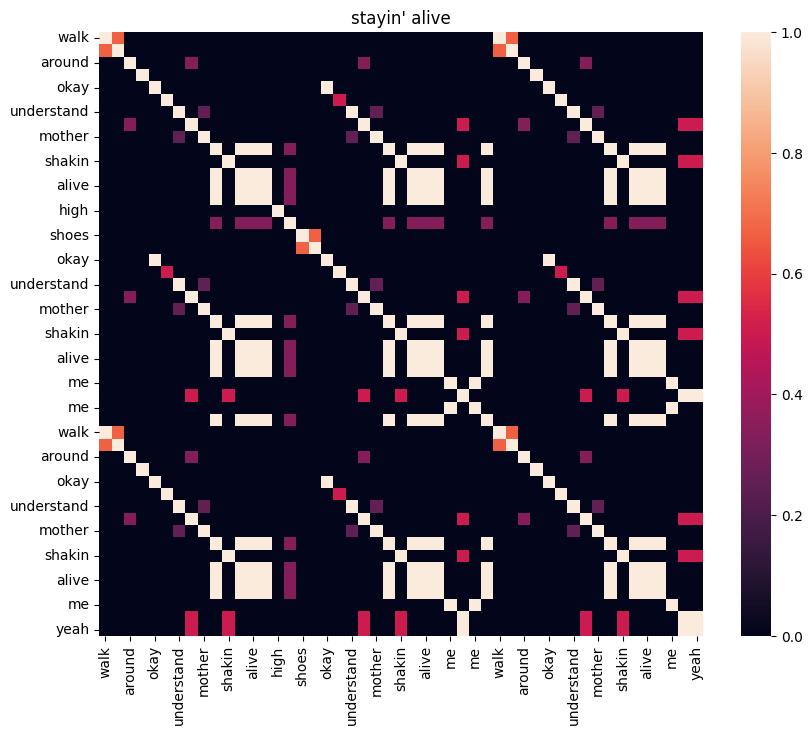 stayin' alive
walk
around
okay
understand
mother
shakin
alive
high
shoes
okay
understand
mother
shakin
alive
me
me
walk
around
okay
understand
mother
shakin
alive
me
yeah
walk
around
okay
understand
mother
shakin
alive
high
shoes
okay
understand
mother
shakin
alive
me
me
walk
around
okay
understand
mother
shakin
alive
me
yeah
1.0
0.8
0.6
0.4
0.2
0.0